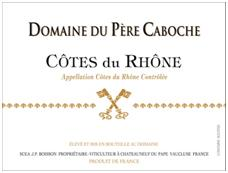 DOMAINE DU PÈRE CABOCHE
CÔTES DU RHÔNE
Appellation Côtes du Rhône Contrôlée
ÉLEVÉ ET MIS EN BOUTEILLE AU DOMAINE
SCEA J.P. BOISSON PROPRIÉTAIRE-VITICULTEUR À CHATEAUNEUF DU PAPE VAUCLUSE FRANCE
PRODUIT DE FRANCE